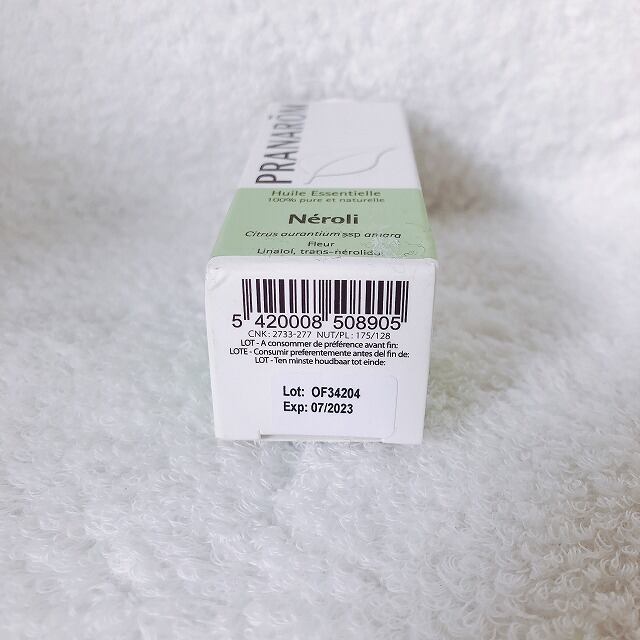 PRANARŌM
Huile Essentielle
100% pure et naturelle
Néroli
Citrus aurantium ssp amara
Fleur
Linalol, trans-nérolidol
5 420008 508905
CNK: 2733-277 NUT/PL: 175/128
LOT - A consommer de préférence avant fin:
LOTE - Consumir preferentemente antes del fin de:
LOT - Ten minste houdbaar tot einde:
Lot: OF34204
Exp: 07/2023